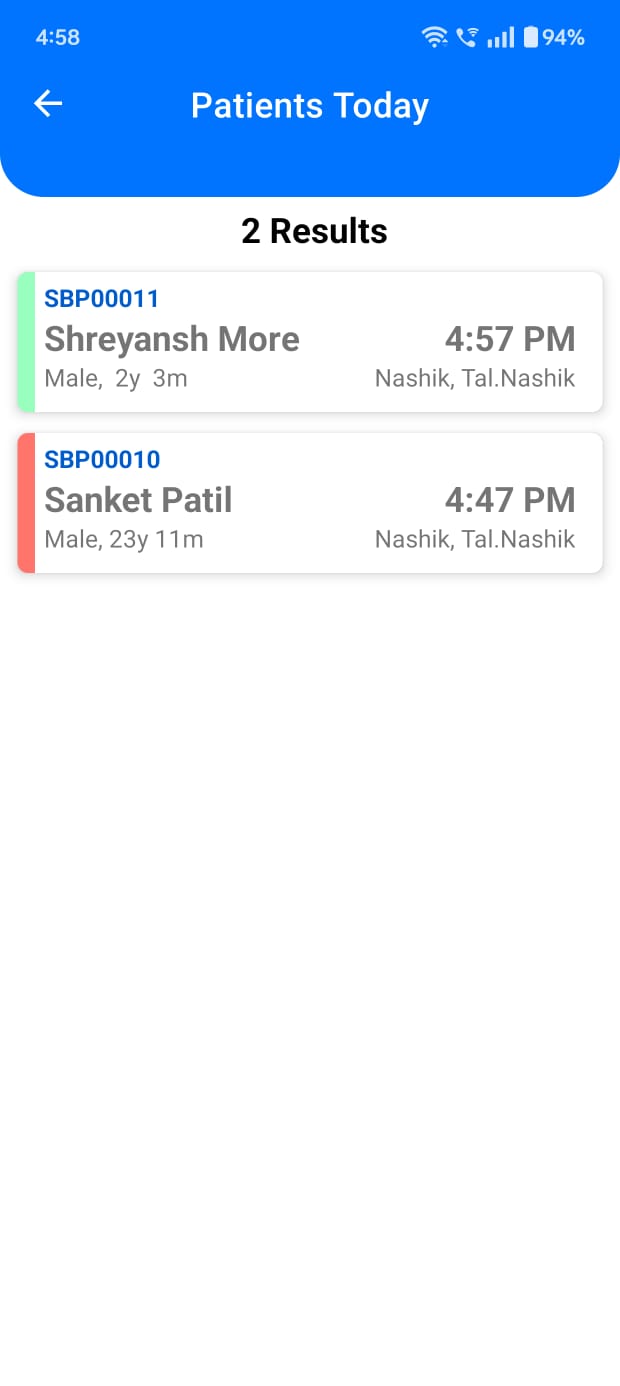 4:58 94%
Patients Today
2 Results
SBP00011
Shreyansh More 4:57 PM
Male,  2y  3m Nashik, Tal.Nashik
SBP00010
Sanket Patil 4:47 PM
Male, 23y 11m Nashik, Tal.Nashik